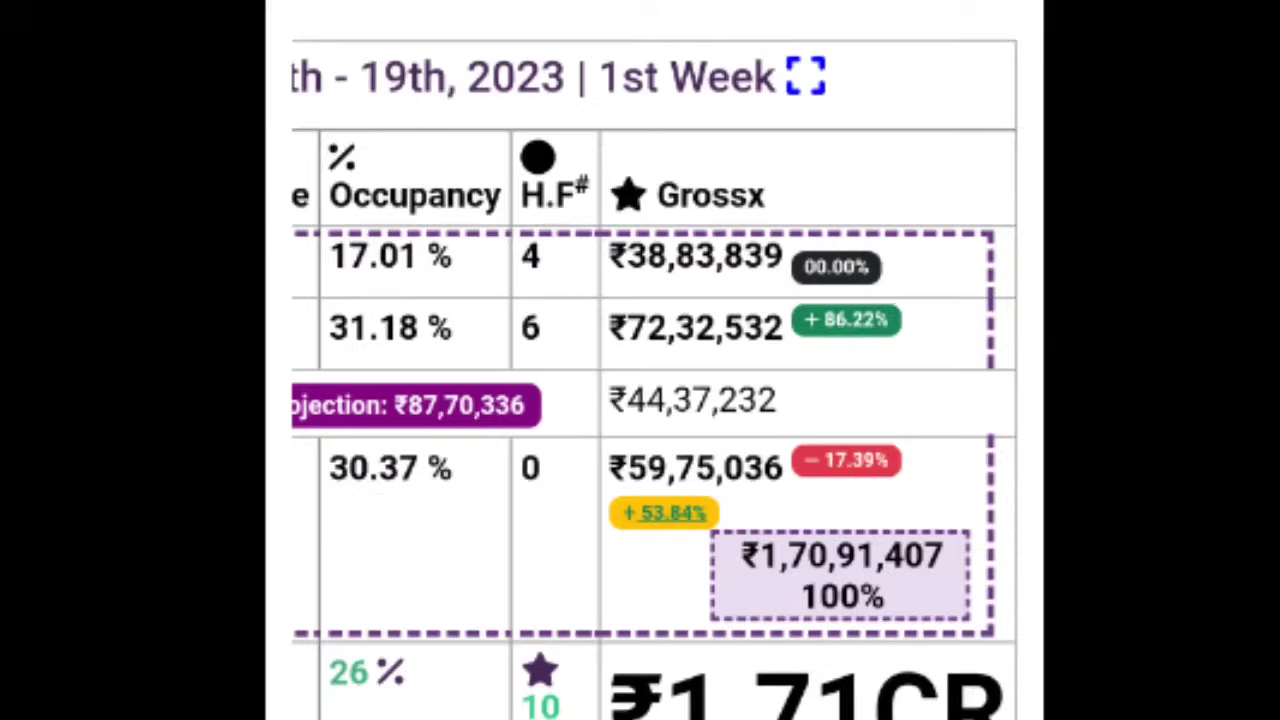 th - 19th, 2023 | 1st Week
%
e Occupancy H.F# ★ Grossx
17.01 % 4 ₹38,83,839 00.00%
31.18 % 6 ₹72,32,532 + 86.22%
ojection: ₹87,70,336 ₹44,37,232
30.37 % 0 ₹59,75,036 − 17.39%
+ 53.84%
₹1,70,91,407
100%
26 %
10 ₹1.71CR